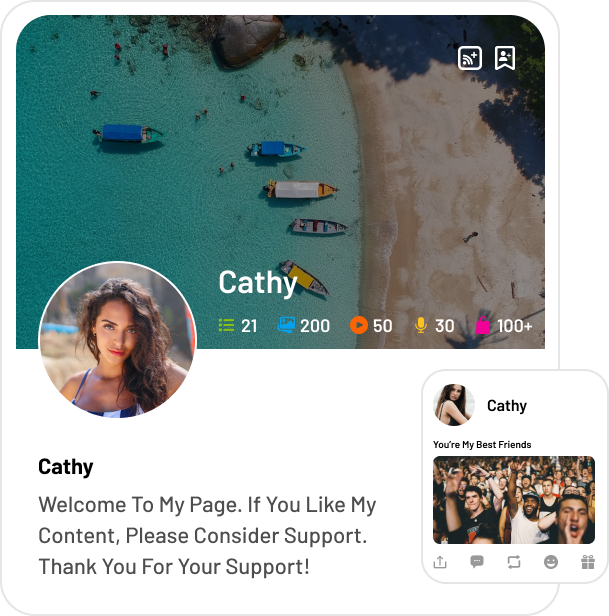 Cathy
21 200 50 30 100+
Cathy
Welcome To My Page. If You Like My
Content, Please Consider Support.
Thank You For Your Support!
Cathy
You're My Best Friends